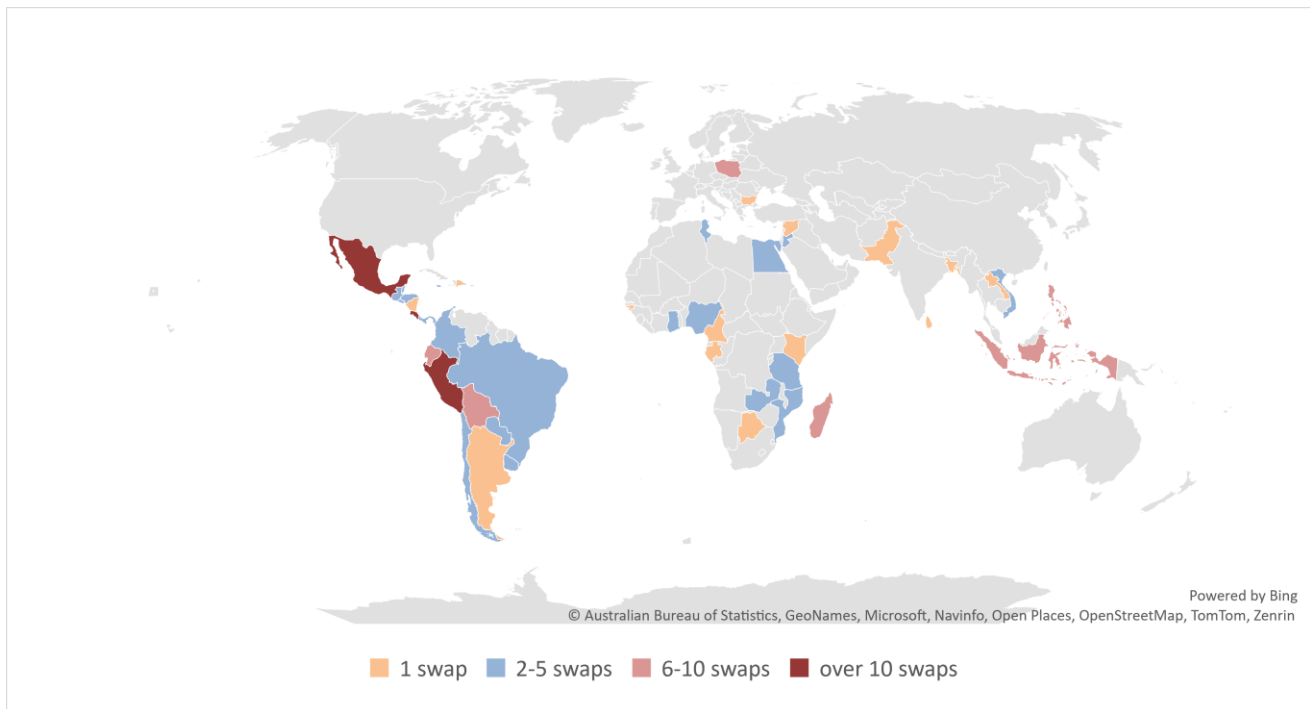 Powered by Bing
© Australian Bureau of Statistics, GeoNames, Microsoft, Navinfo, Open Places, OpenStreetMap, TomTom, Zenrin
1 swap 2-5 swaps 6-10 swaps over 10 swaps